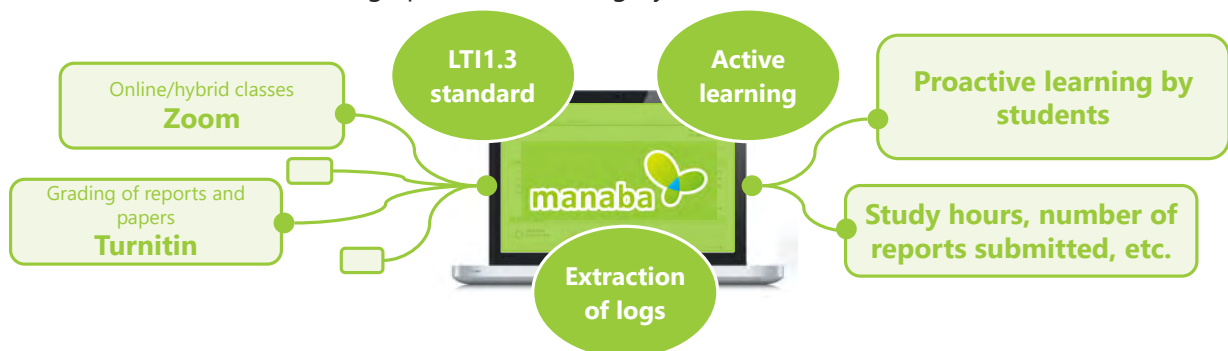 LTI1.3
standard
Active
learning
Online/hybrid classes
Zoom
Proactive learning by
students
manaba
Grading of reports and
papers
Turnitin
Study hours, number of
reports submitted, etc.
Extraction
of logs